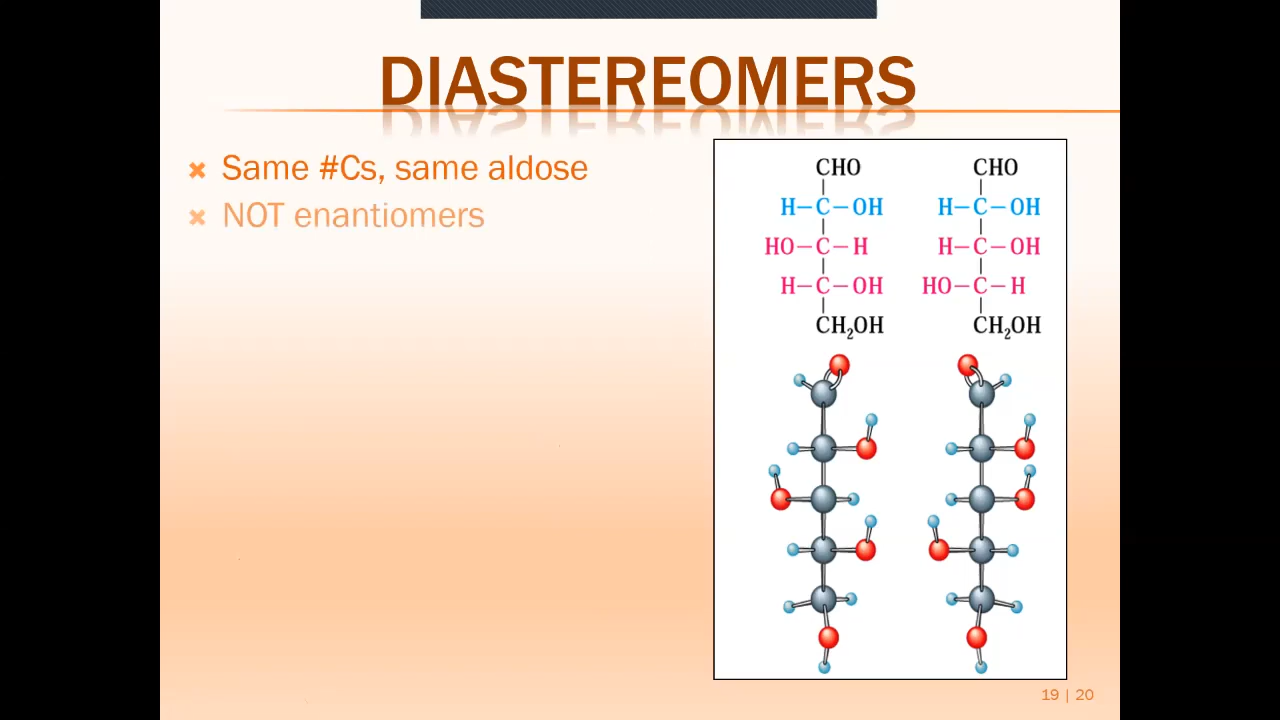 DIASTEREOMERS
Same #Cs, same aldose
NOT enantiomers
CHO CHO
H–C–OH H–C–OH
HO–C–H H–C–OH
H–C–OH HO–C–H
CH₂OH CH₂OH
19 | 20